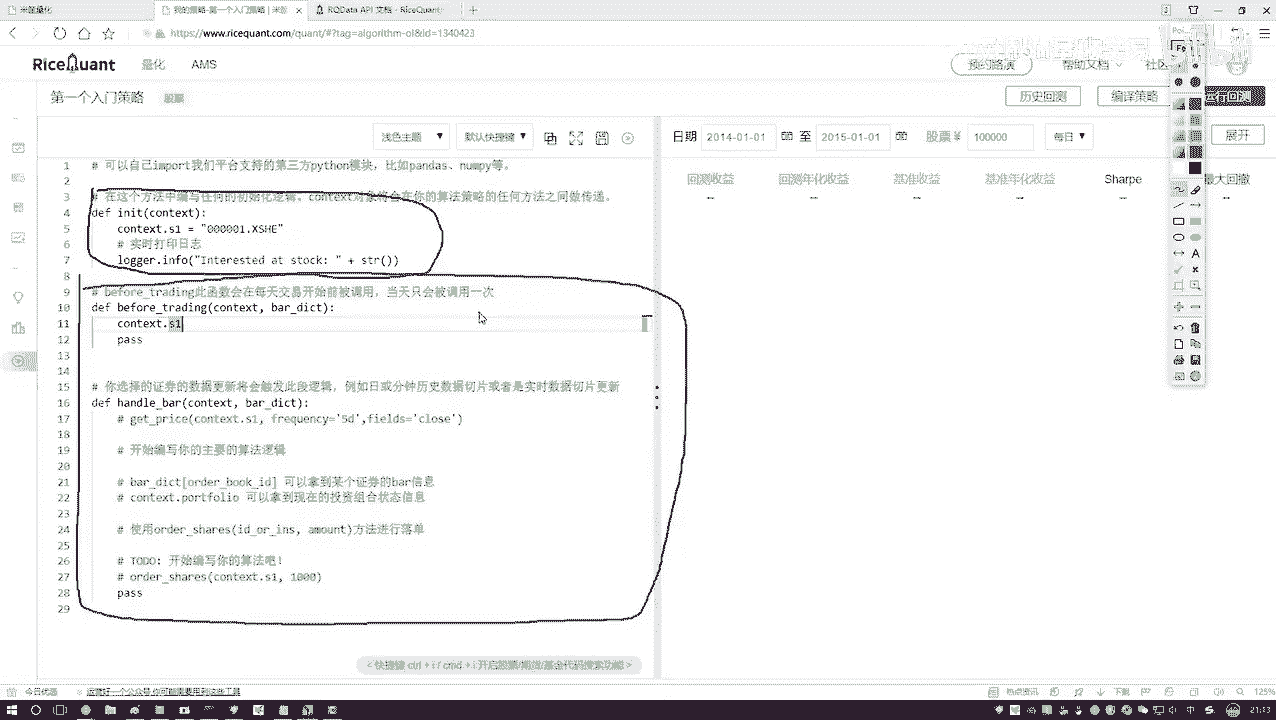 米筐量化
我的策略-第一个入门策略 | 米筐
RQData API 文档 - RiceQuant
https://www.ricequant.com/quant/#?tag=algorithm-ol&id=1340423
RiceQuant 量化 AMS 预约路演 帮助文档 社区
第一个入门策略 股票 历史回测 编译策略 运行回测
浅色主题 默认快捷键 日期 2014-01-01 至 2015-01-01 股票¥ 100000 每日 展开
回测收益 回测年化收益 基准收益 基准年化收益 Sharpe 最大回撤
-- -- -- -- -- --
1 # 可以自己import我们平台支持的第三方python模块，比如pandas、numpy等。
2
3 # 在这个方法中编写任何的初始化逻辑。context对象将会在你的算法策略的任何方法之间做传递。
4 def init(context):
5 context.s1 = "000001.XSHE"
6 实时打印日志
7 logger.info("Interested at stock: " + str())
8
9 # before_trading此函数会在每天交易开始前被调用，当天只会被调用一次
10 def before_trading(context, bar_dict):
11 context.s1
12 pass
13
14
15 # 你选择的证券的数据更新将会触发此段逻辑，例如日或分钟历史数据切片或者是实时数据切片更新
16 def handle_bar(context, bar_dict):
17 # get_price(context.s1, frequency='5d',fields='close')
18
19 # 开始编写你的主要的算法逻辑
20
21 # bar_dict[order_book_id] 可以拿到某个证券的bar信息
22 # context.portfolio 可以拿到现在的投资组合状态信息
23
24 # 使用order_shares(id_or_ins, amount)方法进行落单
25
26 # TODO: 开始编写你的算法吧！
27 # order_shares(context.s1, 1000)
28 pass
29
< 快捷键 ctrl + i / cmd + i 开启股票/期货/基金代码搜索功能 >
今日优选 热点资讯 下载 125%
中 21:13